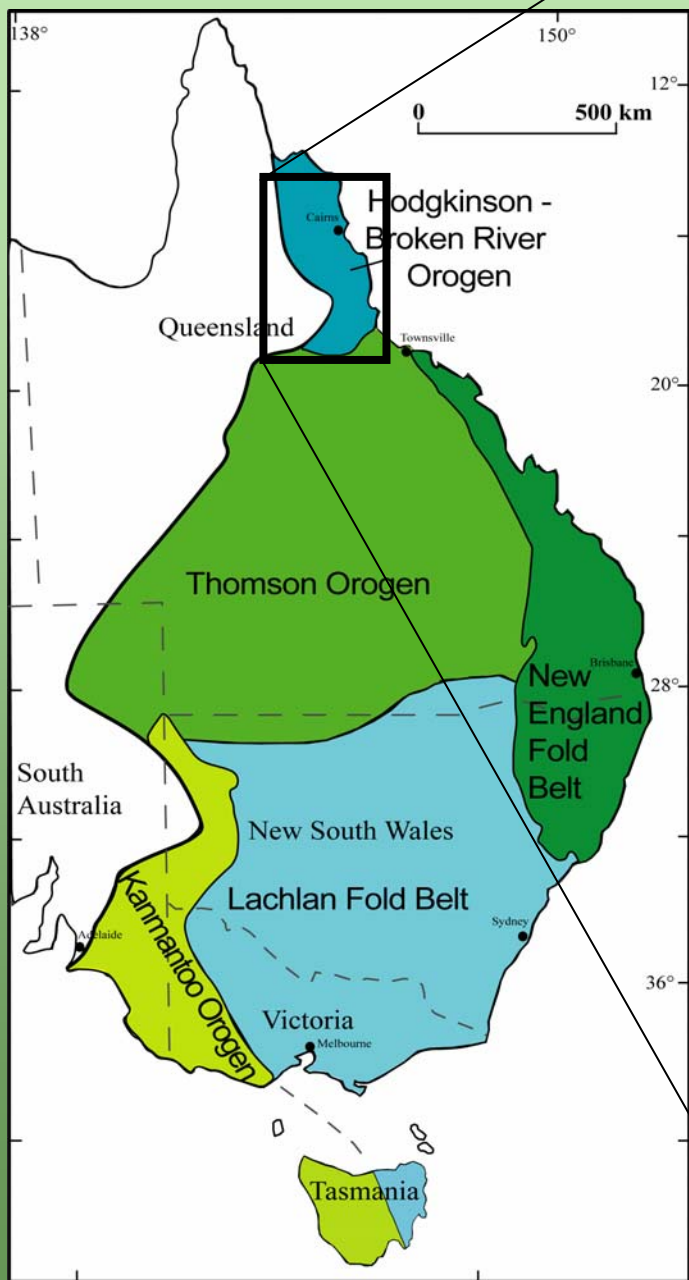 138°
150°
12°
0 500 km
Hodgkinson -
Broken River
Orogen
Cairns
Queensland
Townsville
20°
Thomson Orogen
Brisbane
28°
New
England
Fold
Belt
South
Australia
New South Wales
Lachlan Fold Belt
Kanmantoo Orogen
Adelaide
Sydney
36°
Victoria
Melbourne
Tasmania